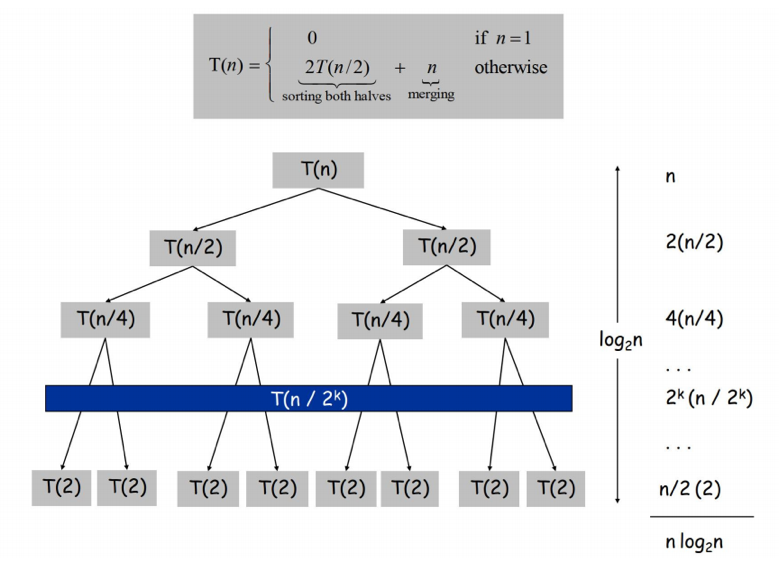 0 if n=1
T(n) = { 2T(n/2) + n otherwise
sorting both halves merging
T(n) n
T(n/2) T(n/2) 2(n/2)
T(n/4) T(n/4) T(n/4) T(n/4) 4(n/4)
log₂n
...
T(n / 2ᵏ) 2ᵏ (n / 2ᵏ)
...
T(2) T(2) T(2) T(2) T(2) T(2) T(2) T(2) n/2 (2)
n log₂n